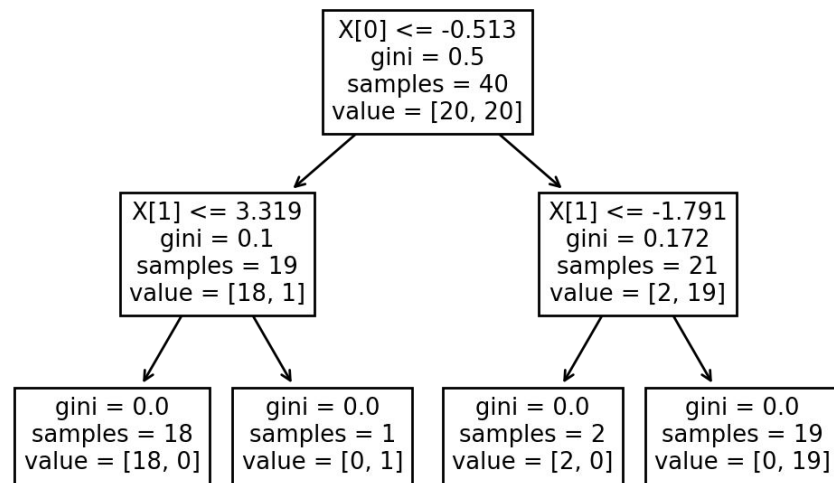 X[0] <= -0.513
gini = 0.5
samples = 40
value = [20, 20]
X[1] <= 3.319
gini = 0.1
samples = 19
value = [18, 1]
X[1] <= -1.791
gini = 0.172
samples = 21
value = [2, 19]
gini = 0.0
samples = 18
value = [18, 0]
gini = 0.0
samples = 1
value = [0, 1]
gini = 0.0
samples = 2
value = [2, 0]
gini = 0.0
samples = 19
value = [0, 19]